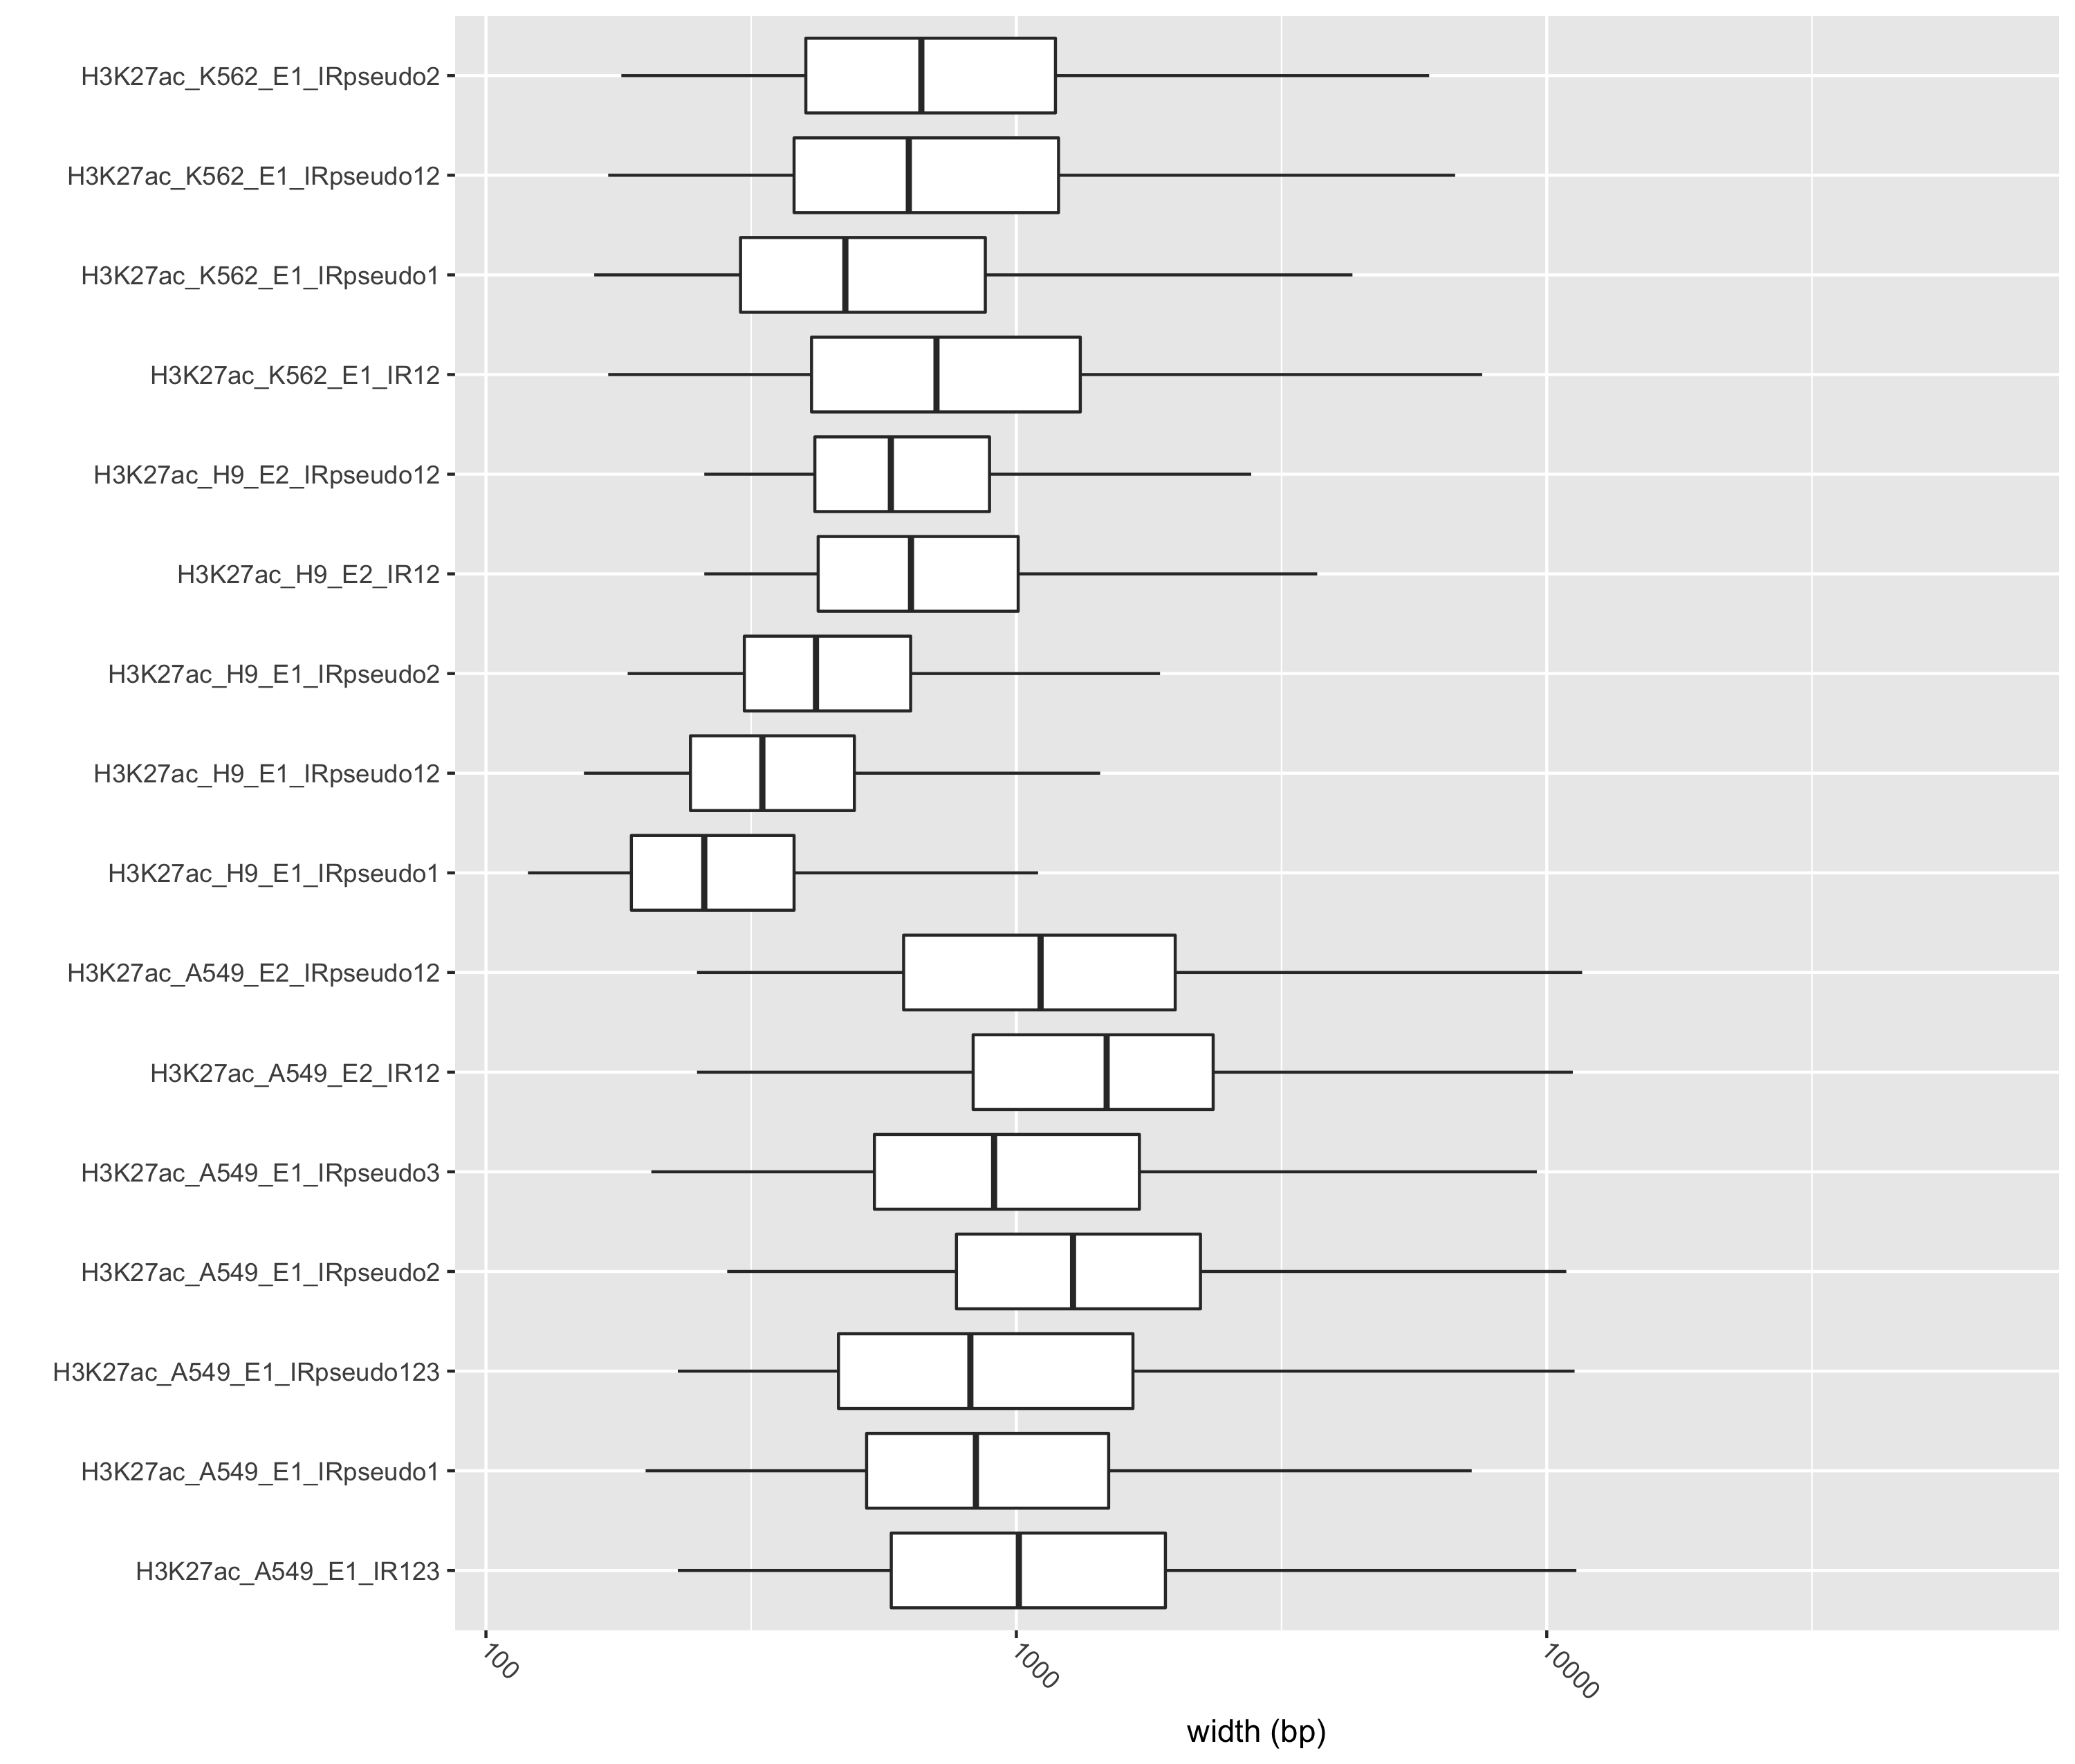 H3K27ac_K562_E1_IRpseudo2
H3K27ac_K562_E1_IRpseudo12
H3K27ac_K562_E1_IRpseudo1
H3K27ac_K562_E1_IR12
H3K27ac_H9_E2_IRpseudo12
H3K27ac_H9_E2_IR12
H3K27ac_H9_E1_IRpseudo2
H3K27ac_H9_E1_IRpseudo12
H3K27ac_H9_E1_IRpseudo1
H3K27ac_A549_E2_IRpseudo12
H3K27ac_A549_E2_IR12
H3K27ac_A549_E1_IRpseudo3
H3K27ac_A549_E1_IRpseudo2
H3K27ac_A549_E1_IRpseudo123
H3K27ac_A549_E1_IRpseudo1
H3K27ac_A549_E1_IR123
100 1000 10000
width (bp)